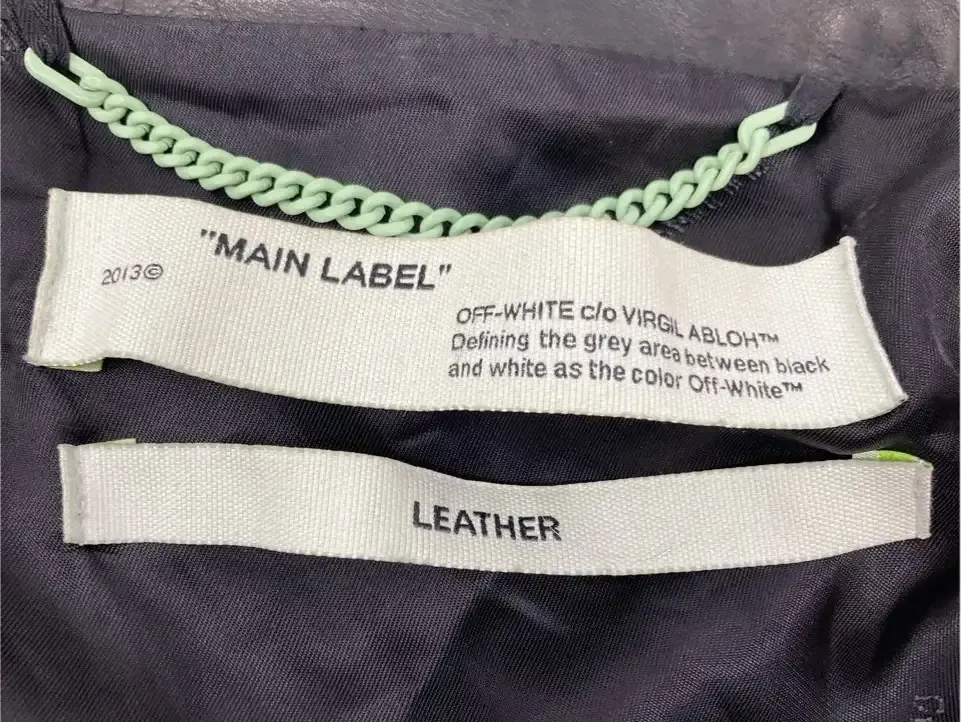 "MAIN LABEL"
2013©
OFF-WHITE c/o VIRGIL ABLOH™
Defining the grey area between black
and white as the color Off-White™
LEATHER